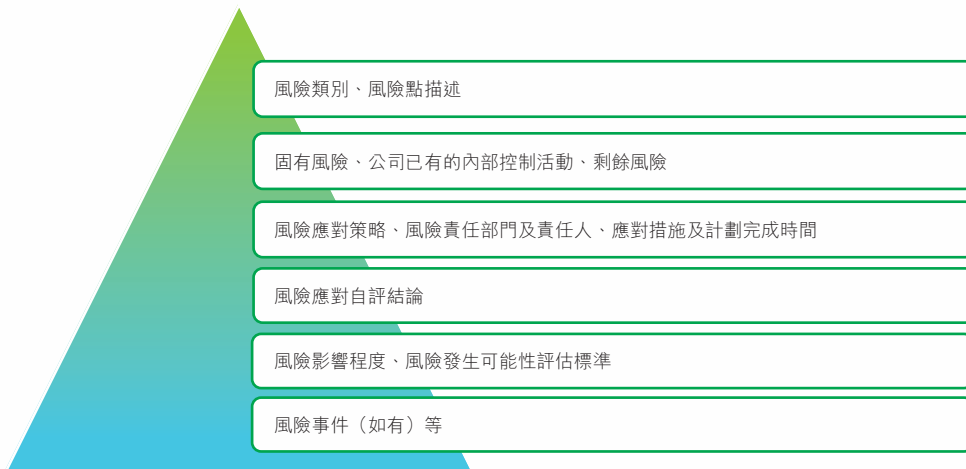 風險類別、風險點描述
固有風險、公司已有的內部控制活動、剩餘風險
風險應對策略、風險責任部門及責任人、應對措施及計劃完成時間
風險應對自評結論
風險影響程度、風險發生可能性評估標準
風險事件（如有）等